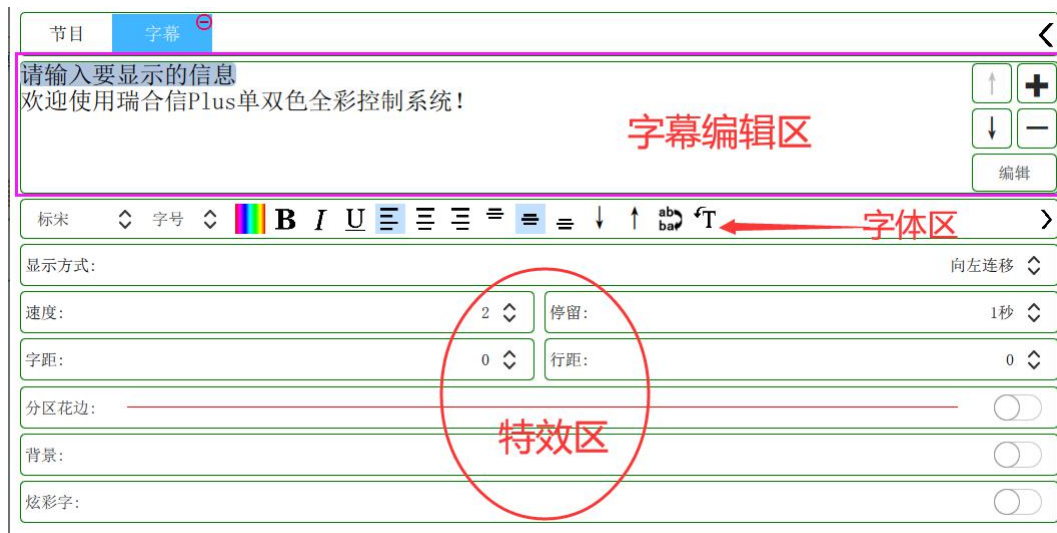 节目 字幕
请输入要显示的信息
欢迎使用瑞合信Plus单双色全彩控制系统！
字幕编辑区
编辑
标宋 字号 B I U ab ba T 字体区
显示方式: 向左连移
速度: 2 停留: 1秒
字距: 0 行距: 0
分区花边:
特效区
背景:
炫彩字: